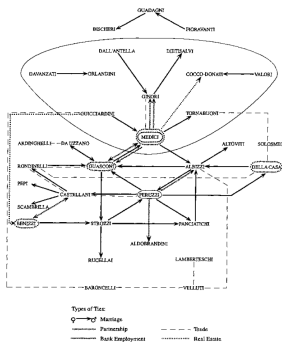 GUADAGNI
BISCHERI FIORAVANTI
DALL'ANTELLA DIETISALVI
DAVANZATI ORLANDINI COCCO-DONATI VALORI
GINORI
GUICCIARDINI TORNABUONI
MEDICI
ARDINGHELLI DA UZZANO ALTOVITI SOLOSMEI
RONDINELLI GUASCONI ALBIZZI DELLA CASA
PEPI
CASTELLANI PERUZZI
SCAMBRILLA
BENIZZI STROZZI PANCIATICHI
ALDOBRANDINI
RUCELLAI LAMBERTESCHI
BARONCELLI VELLUTI
Types of Ties:
♀ ♂ Marriage
Partnership Trade
Bank Employment Real Estate